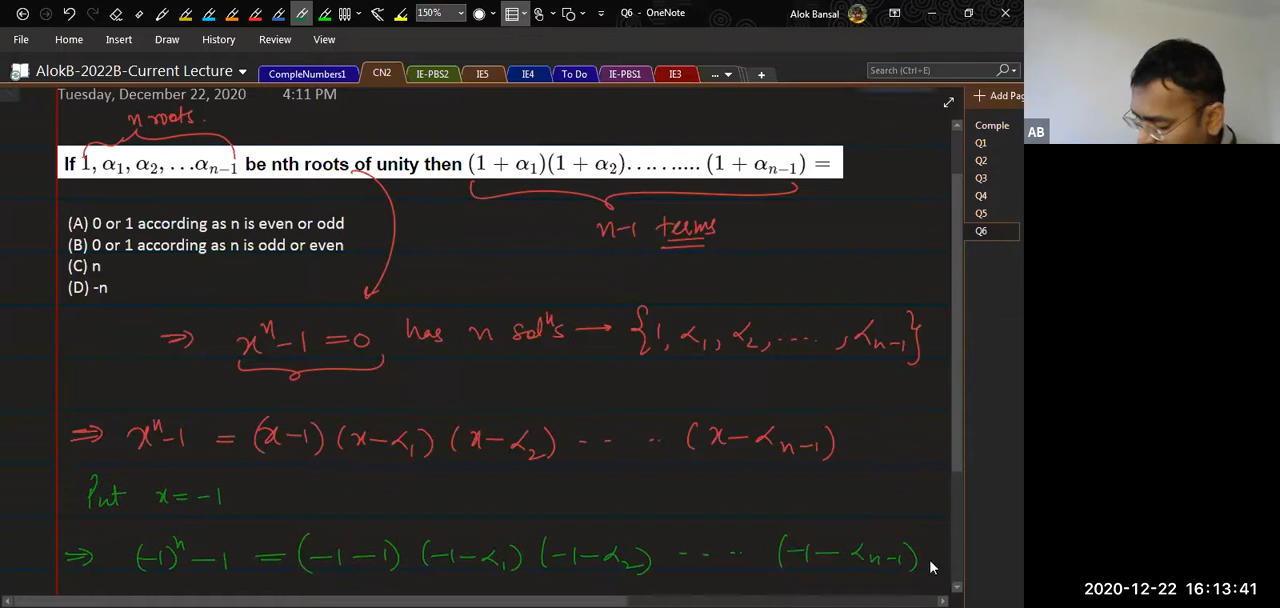 150% Q6 - OneNote Alok Bansal
File Home Insert Draw History Review View
AlokB-2022B-Current Lecture CompleNumbers1 CN2 IE-PBS2 IE5 IE4 To Do IE-PBS1 IE3 ... + Search (Ctrl+E)
Tuesday, December 22, 2020 4:11 PM
n roots.
If 1, α₁, α₂, …αₙ₋₁ be nth roots of unity then (1 + α₁)(1 + α₂)……….. (1 + αₙ₋₁) =
n-1 terms
(A) 0 or 1 according as n is even or odd
(B) 0 or 1 according as n is odd or even
(C) n
(D) -n
⇒ xⁿ-1 = 0 has n solⁿs → {1, α₁, α₂, ...., αₙ₋₁}
⇒ xⁿ-1 = (x-1) (x-α₁) (x-α₂) .... (x-αₙ₋₁)
Put x = -1
⇒ (-1)ⁿ - 1 = (-1-1) (-1-α₁) (-1-α₂) .... (-1-αₙ₋₁)
+ Add Pag
Comple
Q1
Q2
Q3
Q4
Q5
Q6
AB
2020-12-22 16:13:41